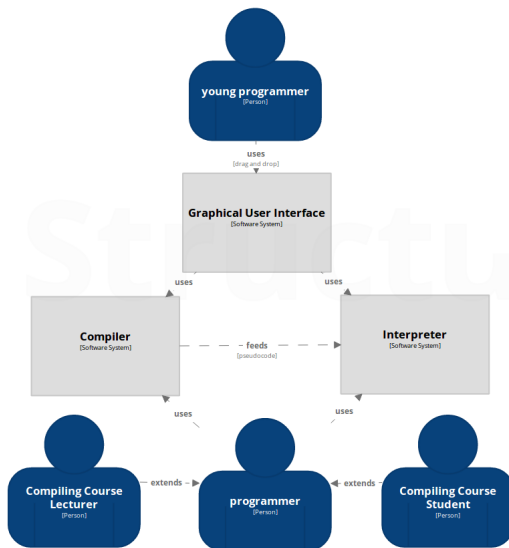 young programmer
[Person]
uses
[drag and drop]
Graphical User Interface
[Software System]
uses
uses
Compiler
[Software System]
feeds
[pseudocode]
Interpreter
[Software System]
uses
uses
Compiling Course
Lecturer
[Person]
extends
programmer
[Person]
extends
Compiling Course
Student
[Person]
Structu